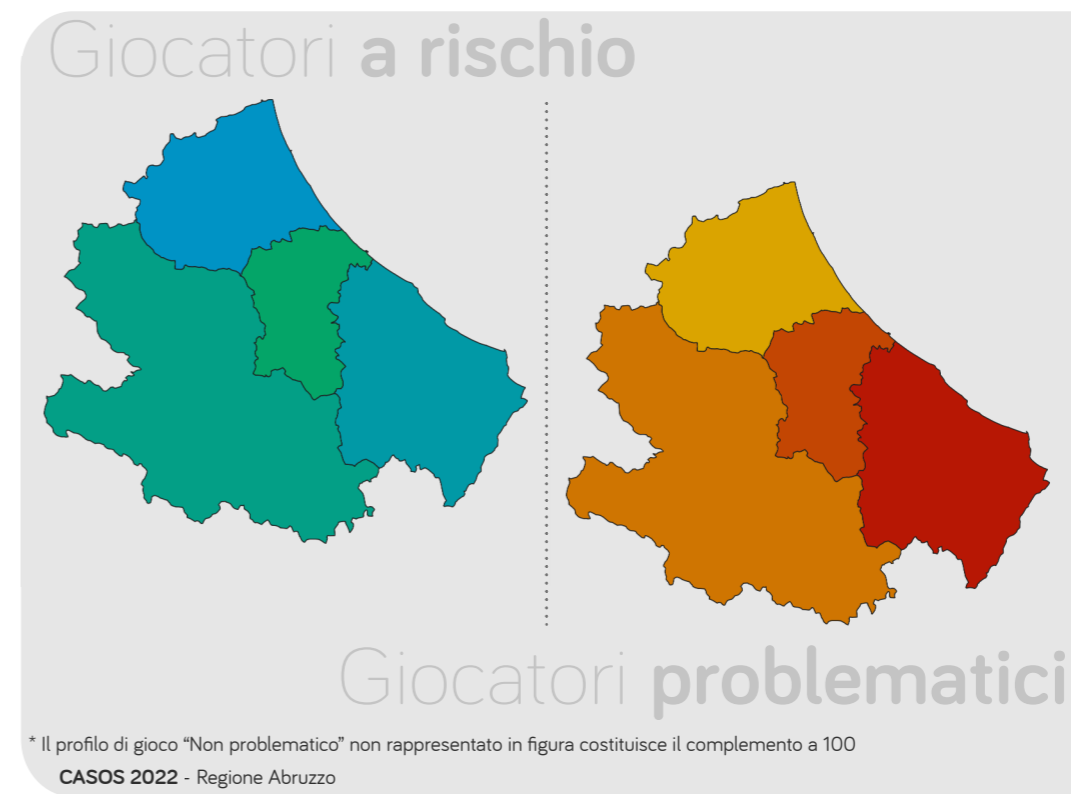 Giocatori a rischio
Giocatori problematici
* Il profilo di gioco “Non problematico” non rappresentato in figura costituisce il complemento a 100
CASOS 2022 - Regione Abruzzo